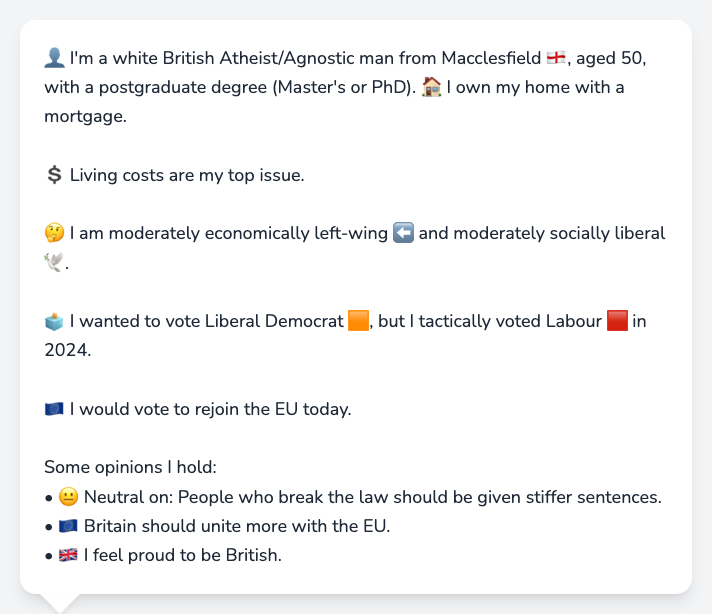 👤 I'm a white British Atheist/Agnostic man from Macclesfield 🏴󠁧󠁢󠁥󠁮󠁧󠁿, aged 50,
with a postgraduate degree (Master's or PhD). 🏠 I own my home with a
mortgage.
💲 Living costs are my top issue.
🤔 I am moderately economically left-wing ⬅️ and moderately socially liberal
🕊️.
🗳️ I wanted to vote Liberal Democrat 🟧, but I tactically voted Labour 🟥 in
2024.
🇪🇺 I would vote to rejoin the EU today.
Some opinions I hold:
• 😐 Neutral on: People who break the law should be given stiffer sentences.
• 🇪🇺 Britain should unite more with the EU.
• 🇬🇧 I feel proud to be British.